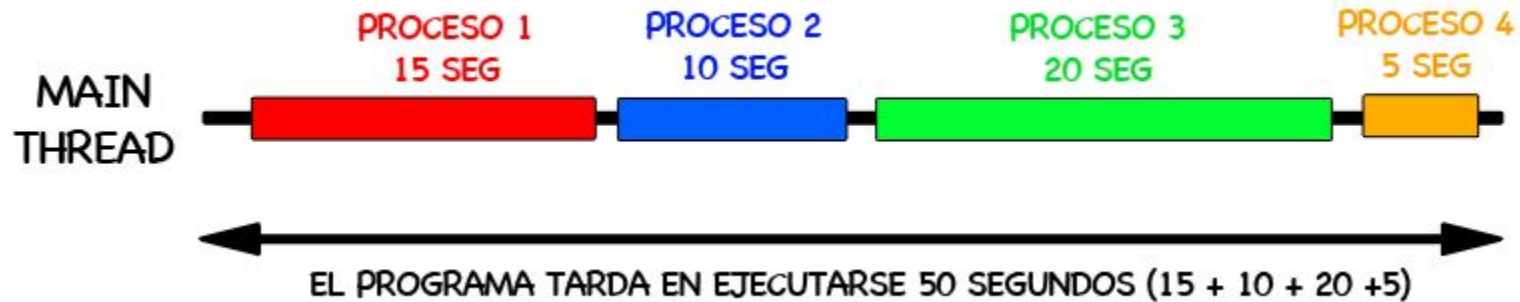 PROCESO 1
15 SEG
PROCESO 2
10 SEG
PROCESO 3
20 SEG
PROCESO 4
5 SEG
MAIN
THREAD
EL PROGRAMA TARDA EN EJECUTARSE 50 SEGUNDOS (15 + 10 + 20 +5)